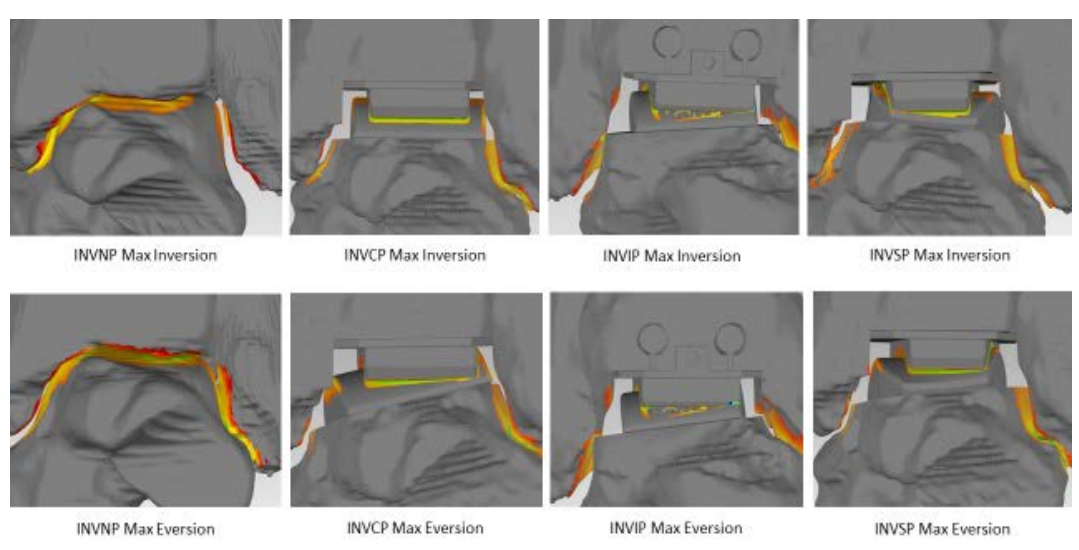 INVNP Max Inversion
INVCP Max Inversion
INVIP Max Inversion
INVSP Max Inversion
INVNP Max Eversion
INVCP Max Eversion
INVIP Max Eversion
INVSP Max Eversion